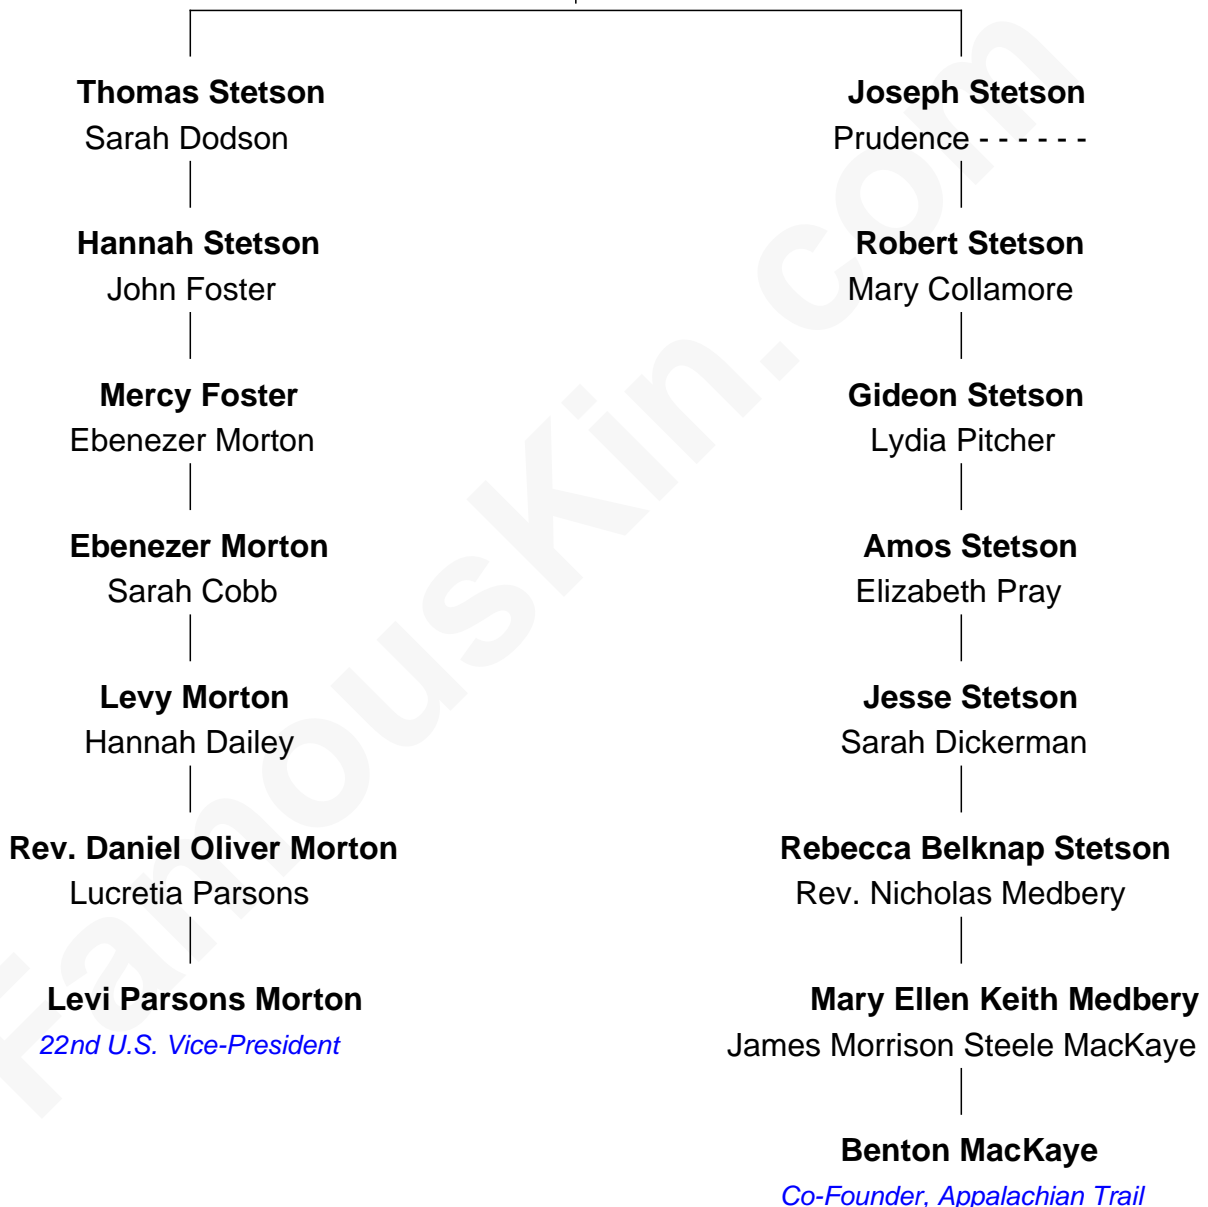 Thomas Stetson
Sarah Dodson
Hannah Stetson
John Foster
Mercy Foster
Ebenezer Morton
Ebenezer Morton
Sarah Cobb
Levy Morton
Hannah Dailey
Rev. Daniel Oliver Morton
Lucretia Parsons
Levi Parsons Morton
22nd U.S. Vice-President
Joseph Stetson
Prudence - - - - - -
Robert Stetson
Mary Collamore
Gideon Stetson
Lydia Pitcher
Amos Stetson
Elizabeth Pray
Jesse Stetson
Sarah Dickerman
Rebecca Belknap Stetson
Rev. Nicholas Medbery
Mary Ellen Keith Medbery
James Morrison Steele MacKaye
Benton MacKaye
Co-Founder, Appalachian Trail
FamousKin.com